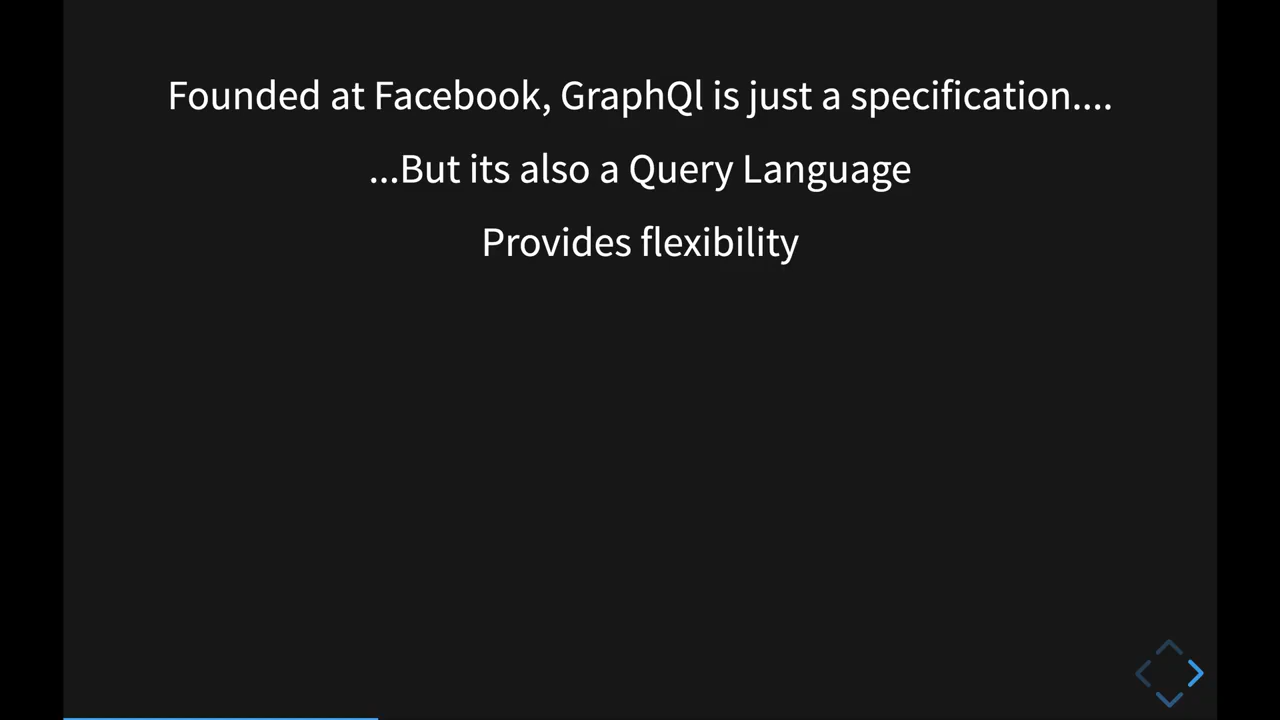 Founded at Facebook, GraphQl is just a specification....
...But its also a Query Language
Provides flexibility